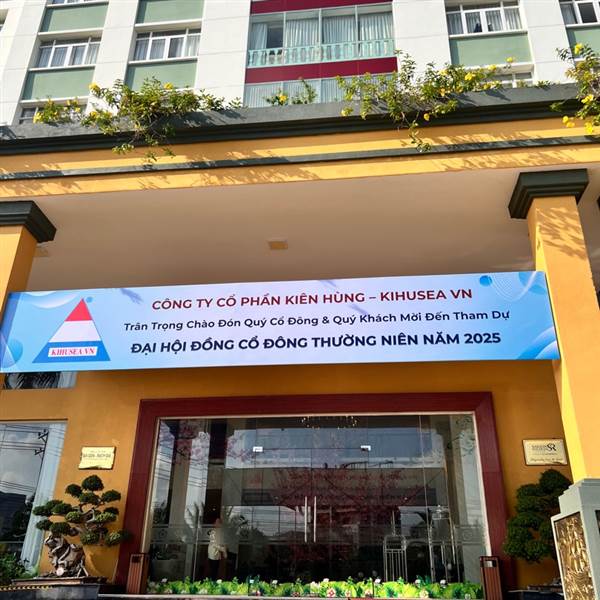 CÔNG TY CỔ PHẦN KIÊN HÙNG – KIHUSEA VN
Trân Trọng Chào Đón Quý Cổ Đông & Quý Khách Mời Đến Tham Dự
ĐẠI HỘI ĐỒNG CỔ ĐÔNG THƯỜNG NIÊN NĂM 2025
KIHUSEA VN
SR